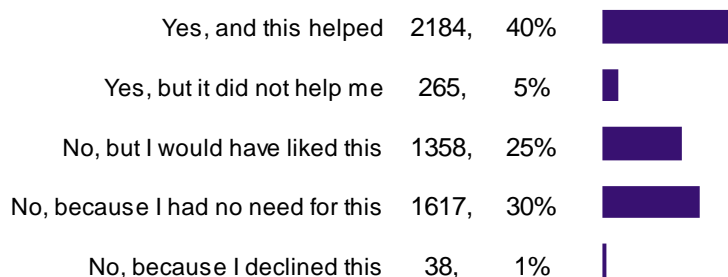 Yes, and this helped 2184, 40%
Yes, but it did not help me 265, 5%
No, but I would have liked this 1358, 25%
No, because I had no need for this 1617, 30%
No, because I declined this 38, 1%